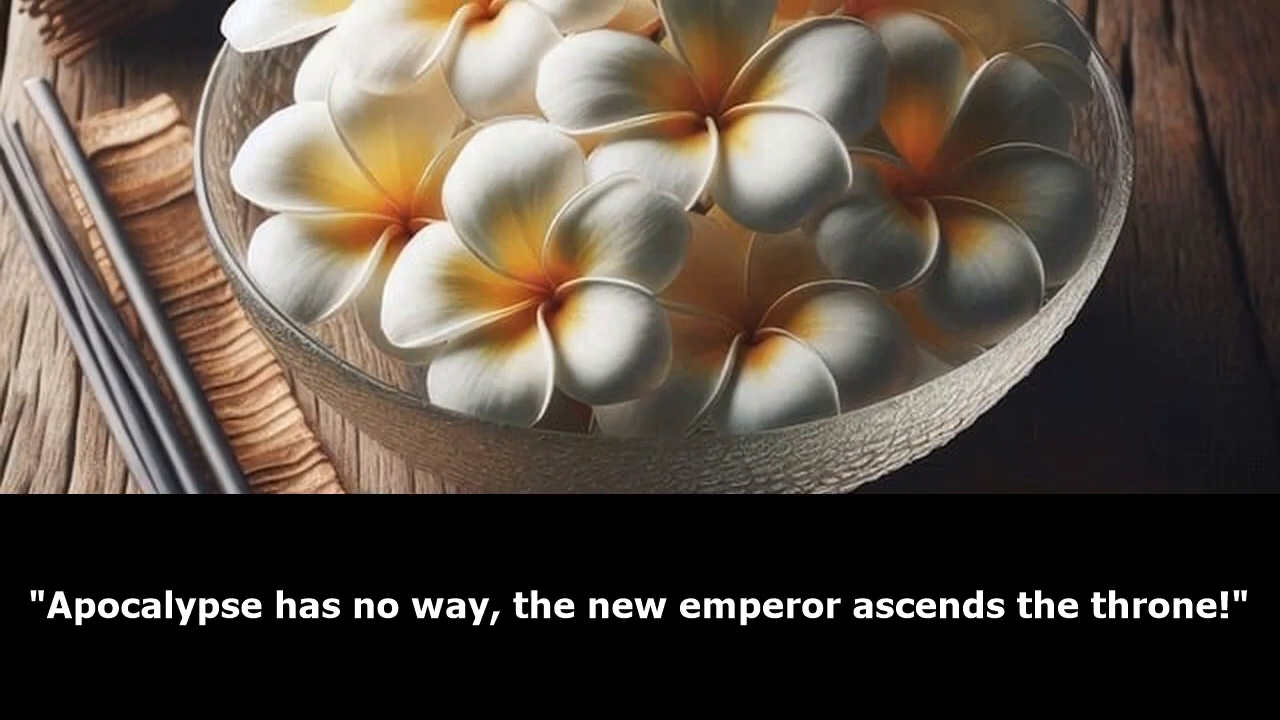 "Apocalypse has no way, the new emperor ascends the throne!"